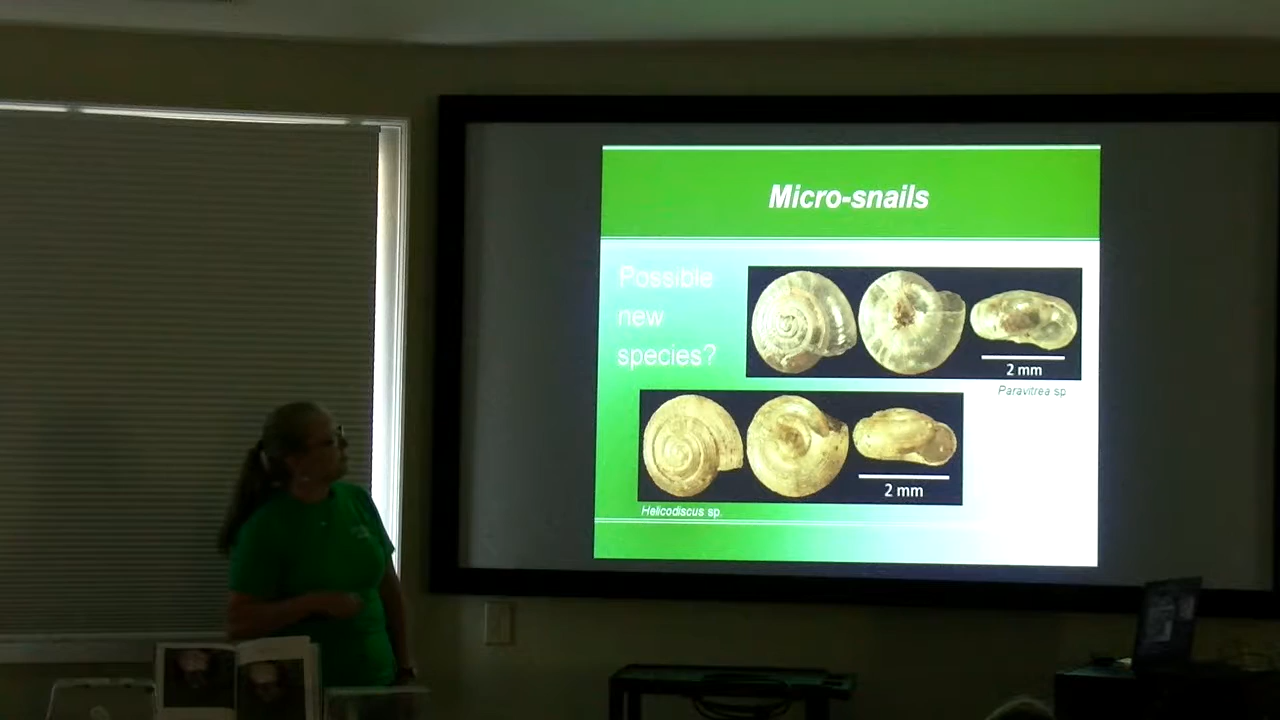 Micro-snails
Possible
new
species?
2 mm
Paravitrea sp
2 mm
Helicodiscus sp.